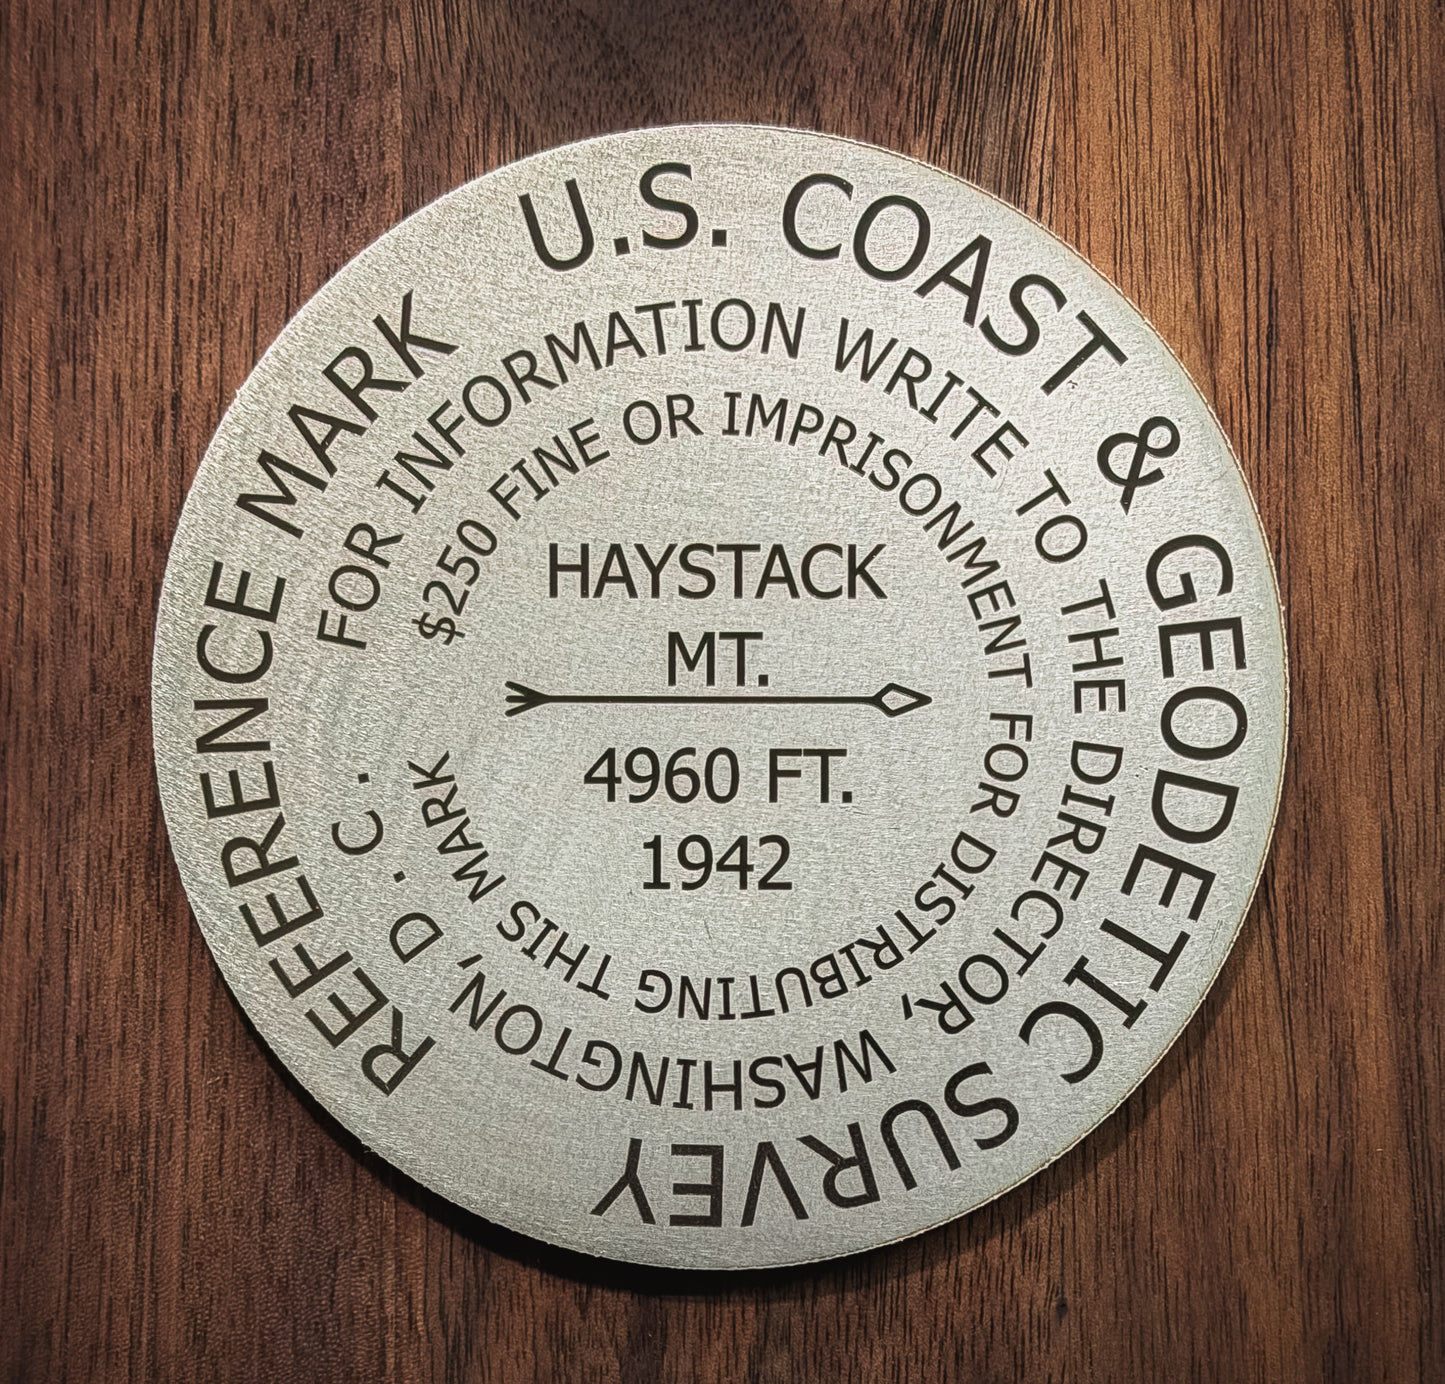 U.S. COAST & GEODETIC SURVEY REFERENCE MARK
FOR INFORMATION WRITE TO THE DIRECTOR, WASHINGTON, D.C.
$250 FINE OR IMPRISONMENT FOR DISTRIBUTING THIS MARK
HAYSTACK
MT.
4960 FT.
1942